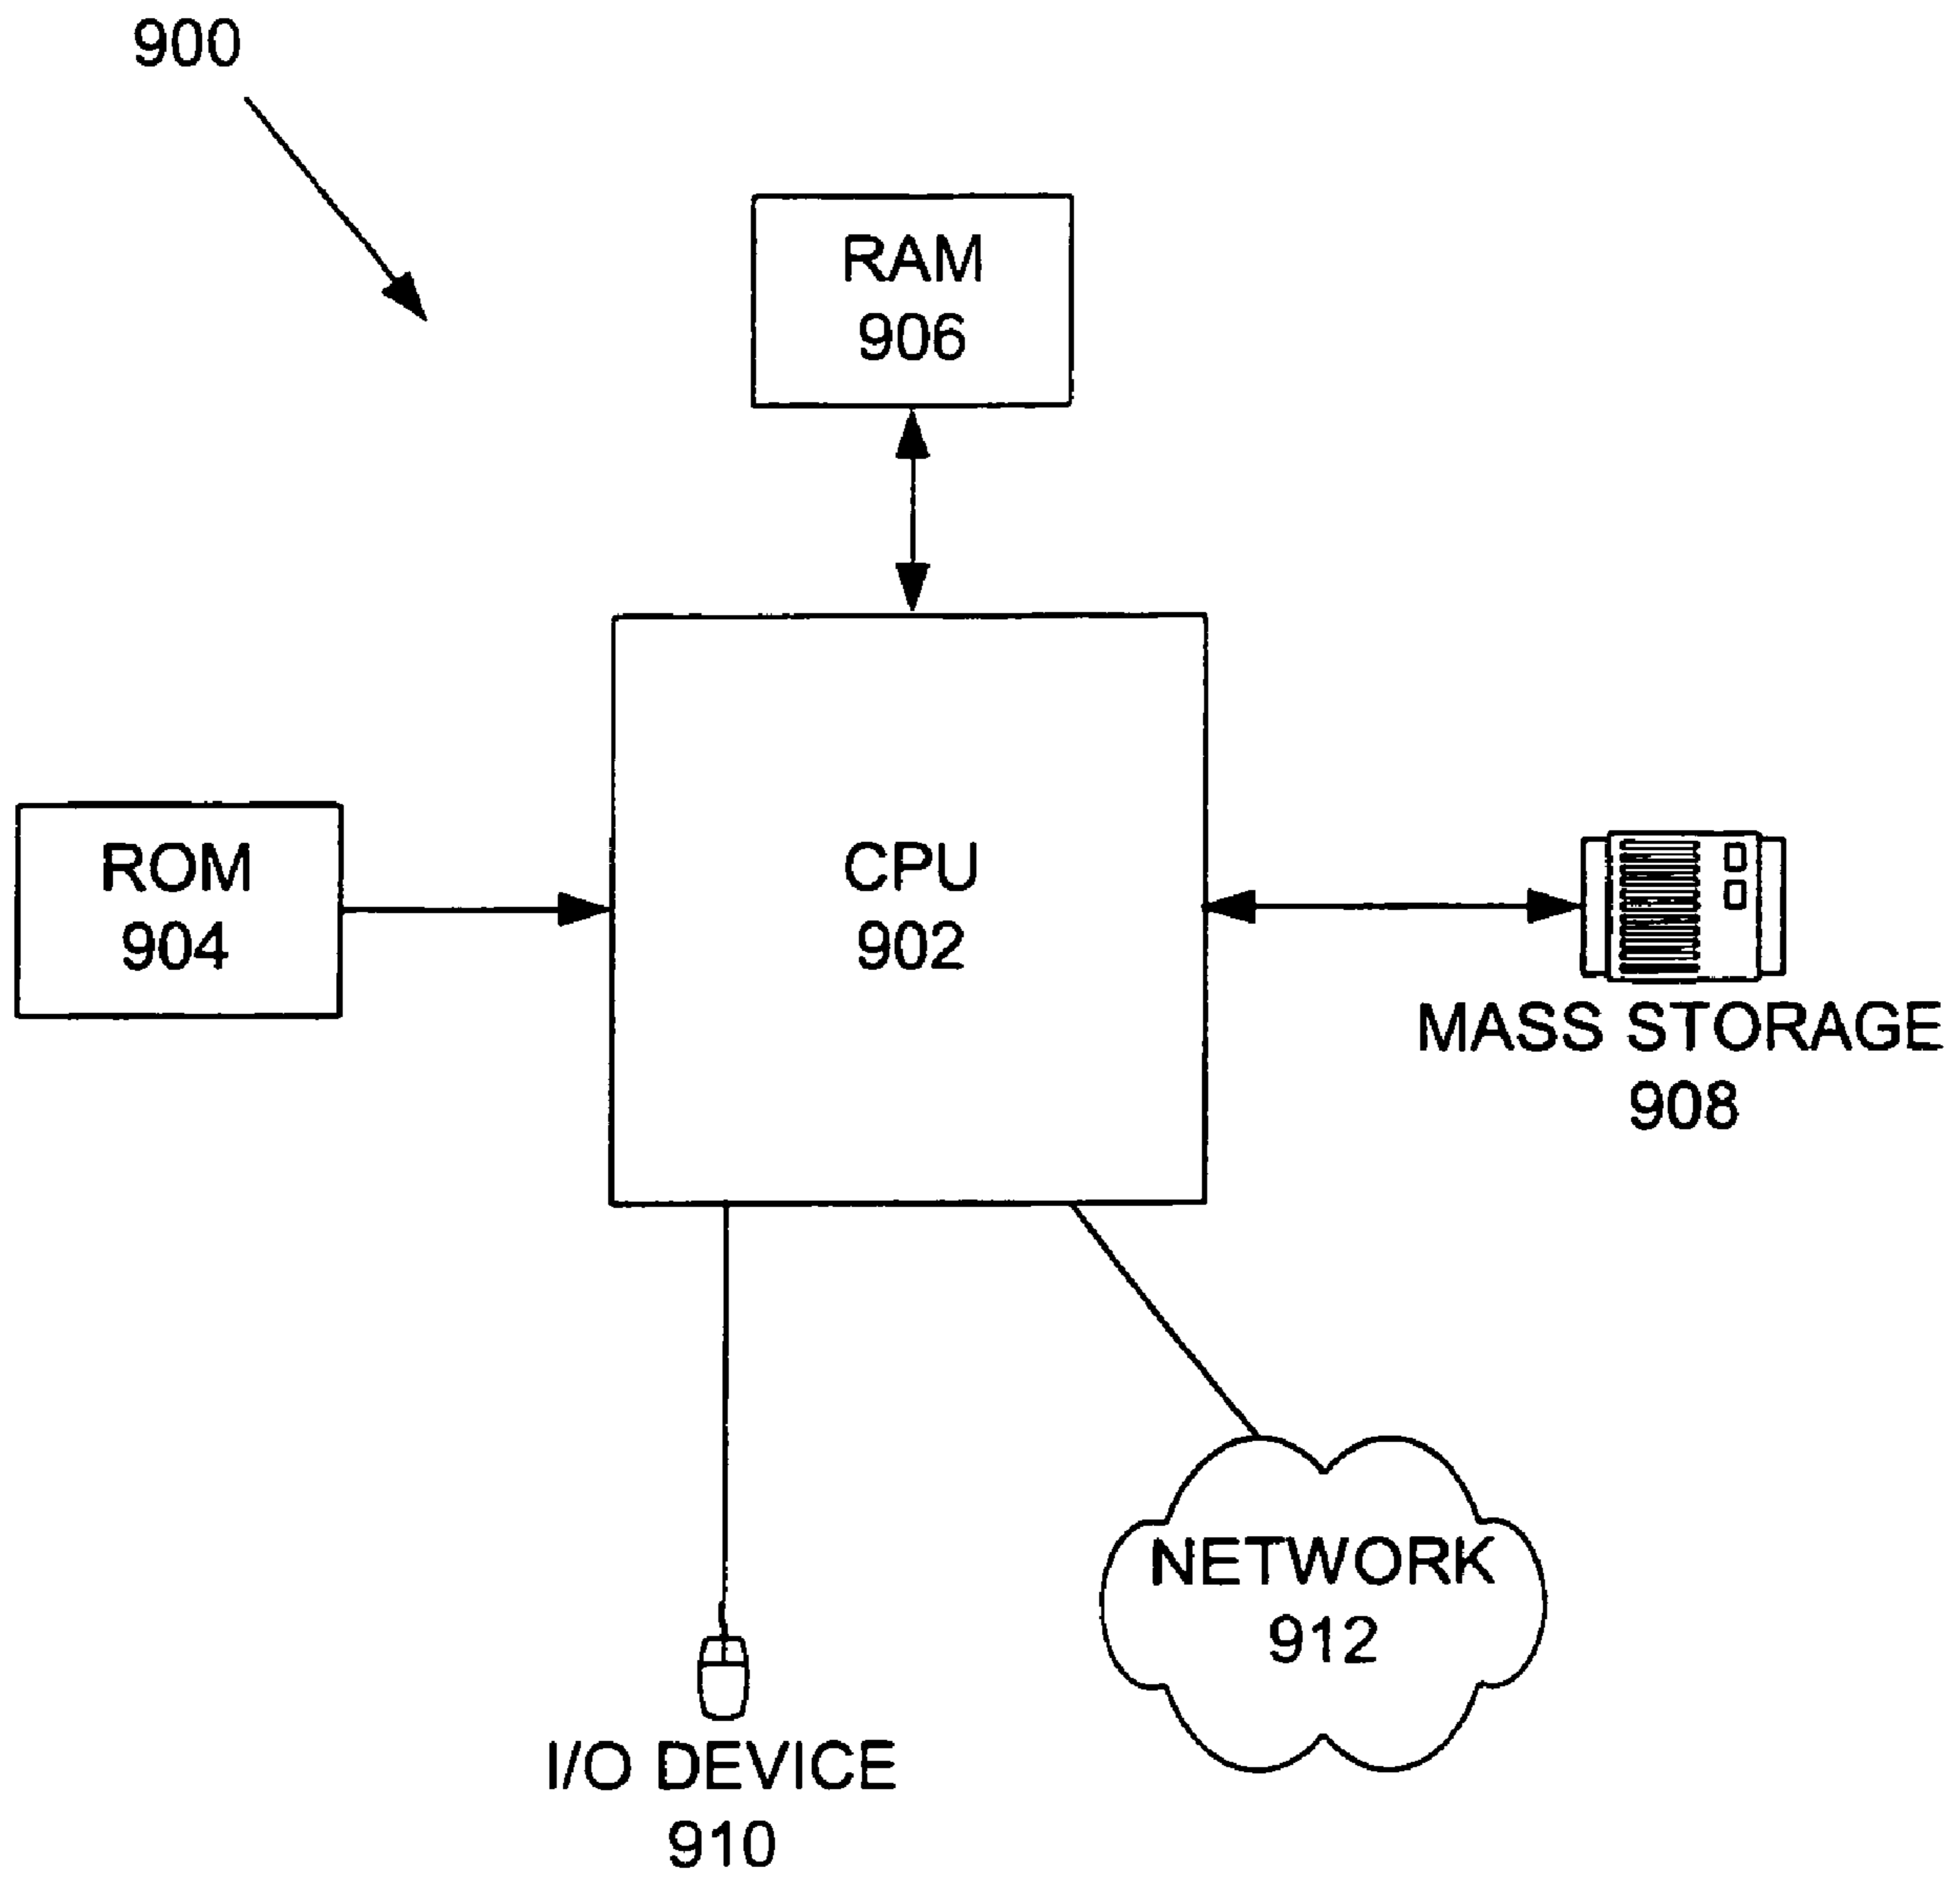 900
RAM
906
ROM
904
CPU
902
MASS STORAGE
908
NETWORK
912
I/O DEVICE
910